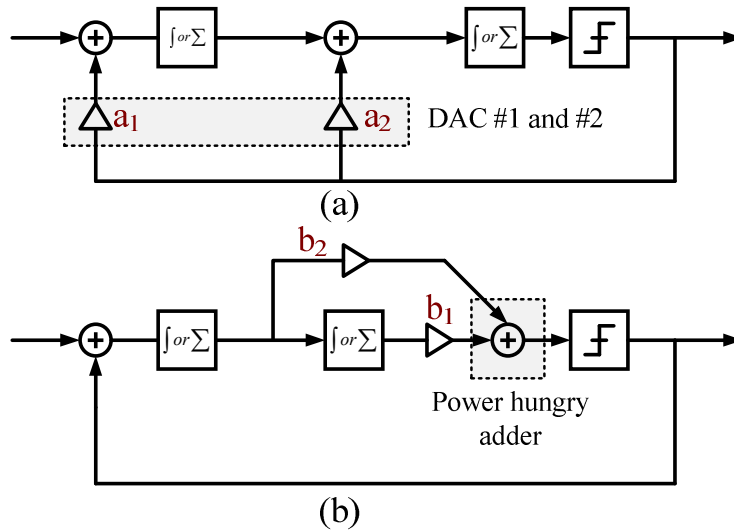 ∫or∑
∫or∑
a₁
a₂
DAC #1 and #2
(a)
b₂
b₁
∫or∑
∫or∑
Power hungry
adder
(b)